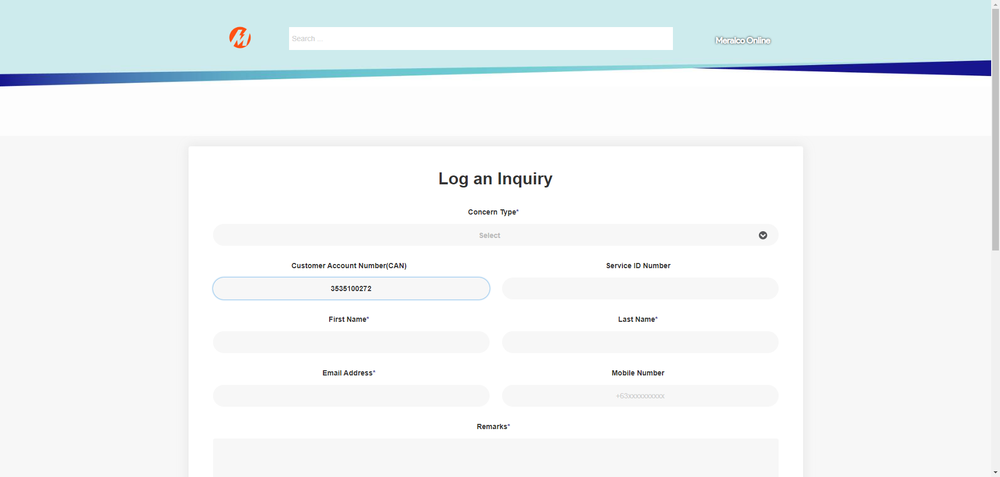 Search ...
Meralco Online
Log an Inquiry
Concern Type*
Select
Customer Account Number(CAN)
Service ID Number
3535100272
First Name*
Last Name*
Email Address*
Mobile Number
+63xxxxxxxxxx
Remarks*